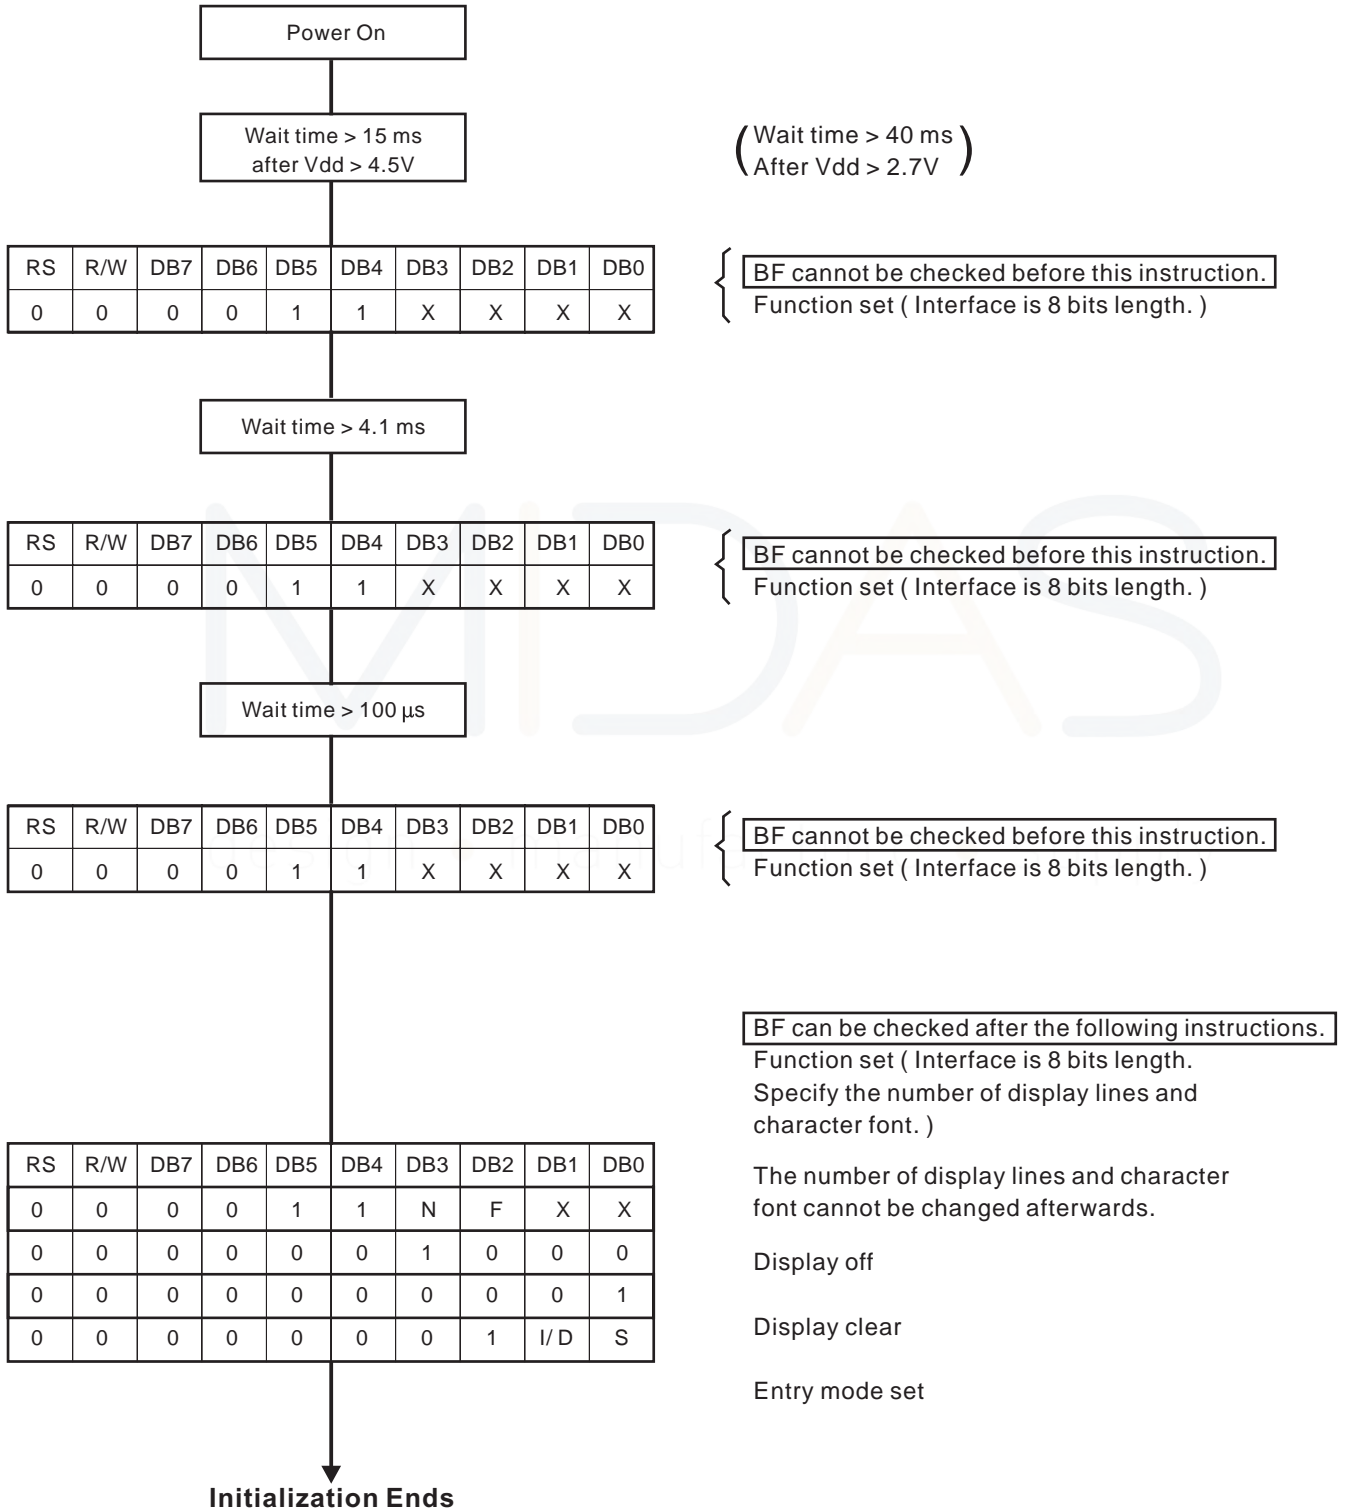 Power On
Wait time > 15 ms
after Vdd > 4.5V
(Wait time > 40 ms
After Vdd > 2.7V)
RS R/W DB7 DB6 DB5 DB4 DB3 DB2 DB1 DB0
0 0 0 0 1 1 X X X X
BF cannot be checked before this instruction.
Function set ( Interface is 8 bits length. )
Wait time > 4.1 ms
RS R/W DB7 DB6 DB5 DB4 DB3 DB2 DB1 DB0
0 0 0 0 1 1 X X X X
BF cannot be checked before this instruction.
Function set ( Interface is 8 bits length. )
MIDAS
Wait time > 100 µs
RS R/W DB7 DB6 DB5 DB4 DB3 DB2 DB1 DB0
0 0 0 0 1 1 X X X X
BF cannot be checked before this instruction.
Function set ( Interface is 8 bits length. )
BF can be checked after the following instructions.
Function set ( Interface is 8 bits length.
Specify the number of display lines and
character font. )
The number of display lines and character
font cannot be changed afterwards.
Display off
Display clear
Entry mode set
RS R/W DB7 DB6 DB5 DB4 DB3 DB2 DB1 DB0
0 0 0 0 1 1 N F X X
0 0 0 0 0 0 1 0 0 0
0 0 0 0 0 0 0 0 0 1
0 0 0 0 0 0 0 1 I/D S
Initialization Ends